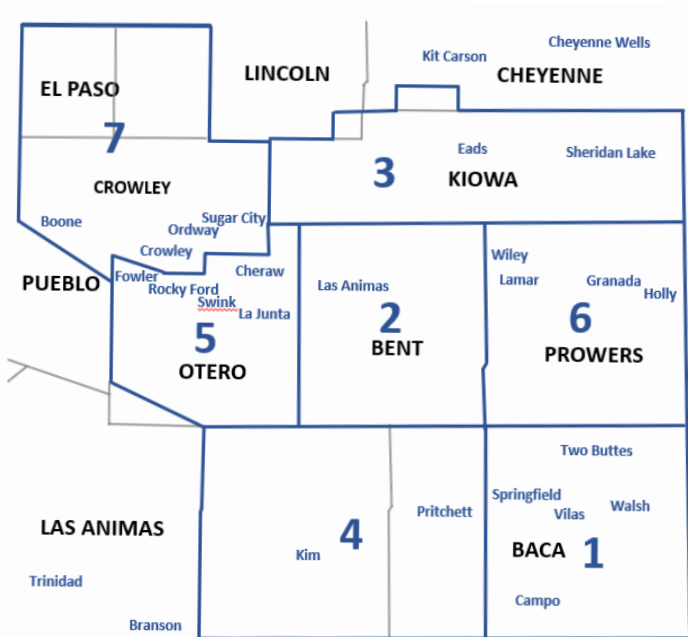 Cheyenne Wells
Kit Carson
LINCOLN
CHEYENNE
EL PASO
7
Eads
Sheridan Lake
3
KIOWA
CROWLEY
Sugar City
Boone
Ordway
Crowley
Wiley
PUEBLO
Fowler
Cheraw
Las Animas
Lamar
Granada
Rocky Ford
Holly
Swink
La Junta
2
6
5
BENT
PROWERS
OTERO
Two Buttes
Springfield
Walsh
Pritchett
Vilas
LAS ANIMAS
4
Kim
BACA
1
Trinidad
Campo
Branson